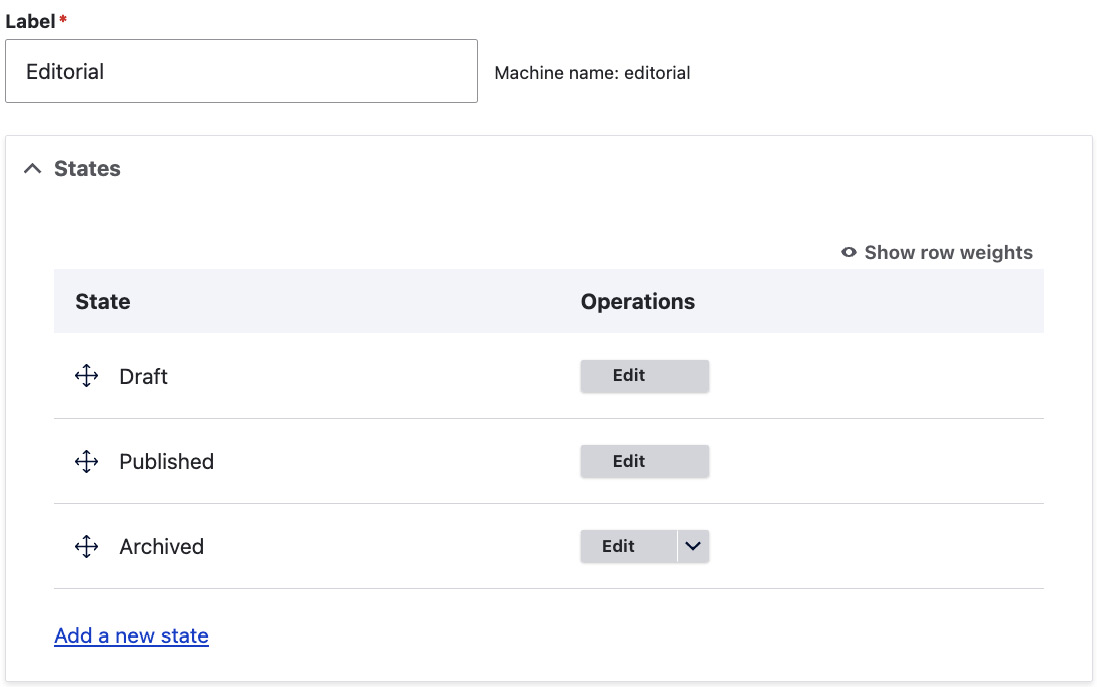 Label*
Editorial
Machine name: editorial
States
Show row weights
State Operations
Draft Edit
Published Edit
Archived Edit
Add a new state